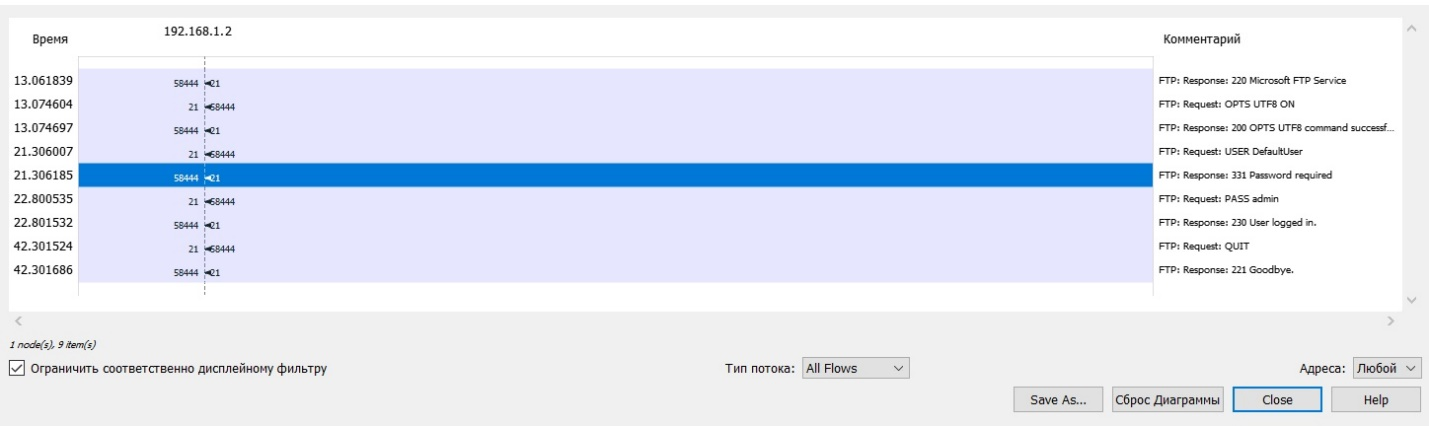 Время 192.168.1.2 Комментарий
13.061839 58444 21 FTP: Response: 220 Microsoft FTP Service
13.074604 21 58444 FTP: Request: OPTS UTF8 ON
13.074697 58444 21 FTP: Response: 200 OPTS UTF8 command successf...
21.306007 21 58444 FTP: Request: USER DefaultUser
21.306185 58444 21 FTP: Response: 331 Password required
22.800535 21 58444 FTP: Request: PASS admin
22.801532 58444 21 FTP: Response: 230 User logged in.
42.301524 21 58444 FTP: Request: QUIT
42.301686 58444 21 FTP: Response: 221 Goodbye.
1 node(s), 9 item(s)
Ограничить соответственно дисплейному фильтру Тип потока: All Flows Адреса: Любой
Save As... Сброс Диаграммы Close Help